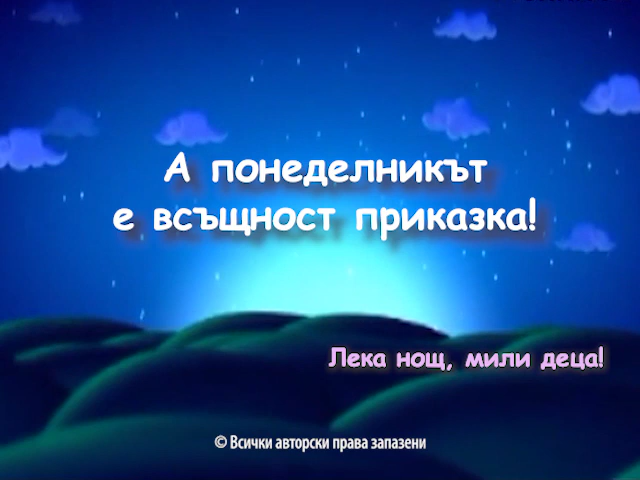 А понеделникът
е всъщност приказка!
Лека нощ, мили деца!
© Всички авторски права запазени